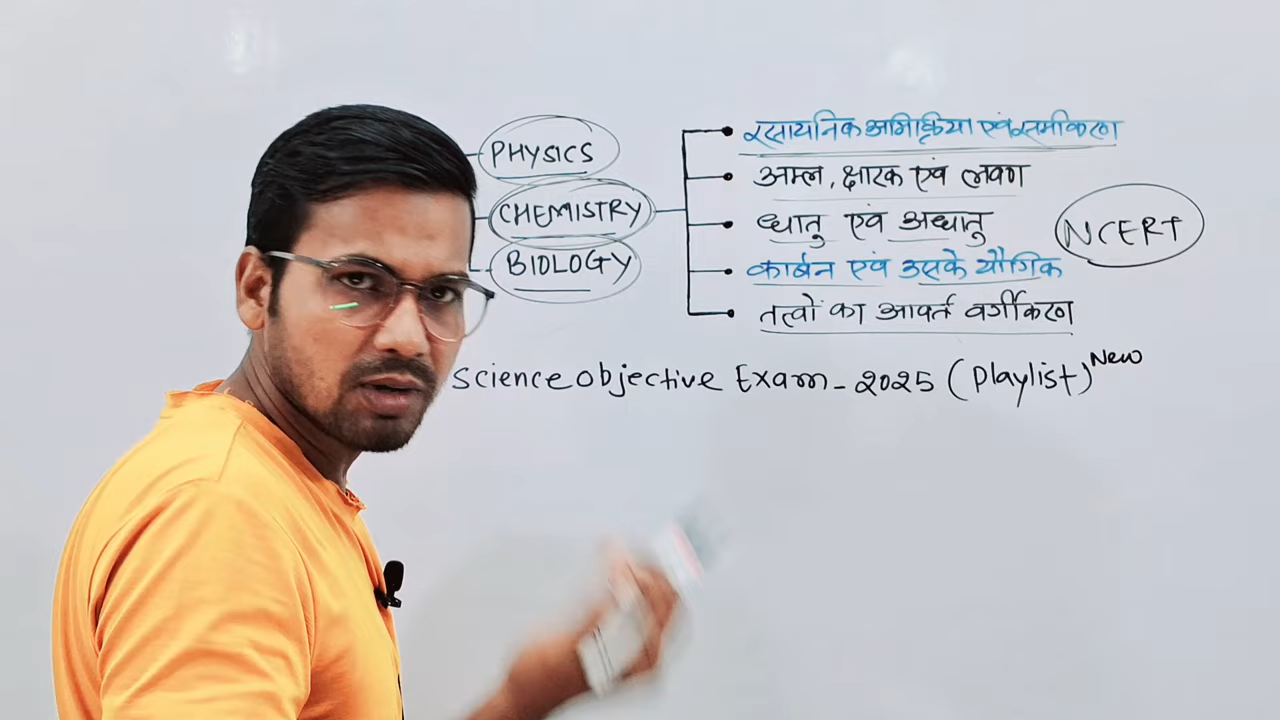 PHYSICS
CHEMISTRY
BIOLOGY
रसायनिक अभिक्रिया एवं समीकरण
अम्ल, क्षारक एवं लवण
धातु एवं अधातु
कार्बन एवं उसके यौगिक
तत्वों का आवर्त वर्गीकरण
NCERT
Science objective Exam - 2025 (Playlist) New